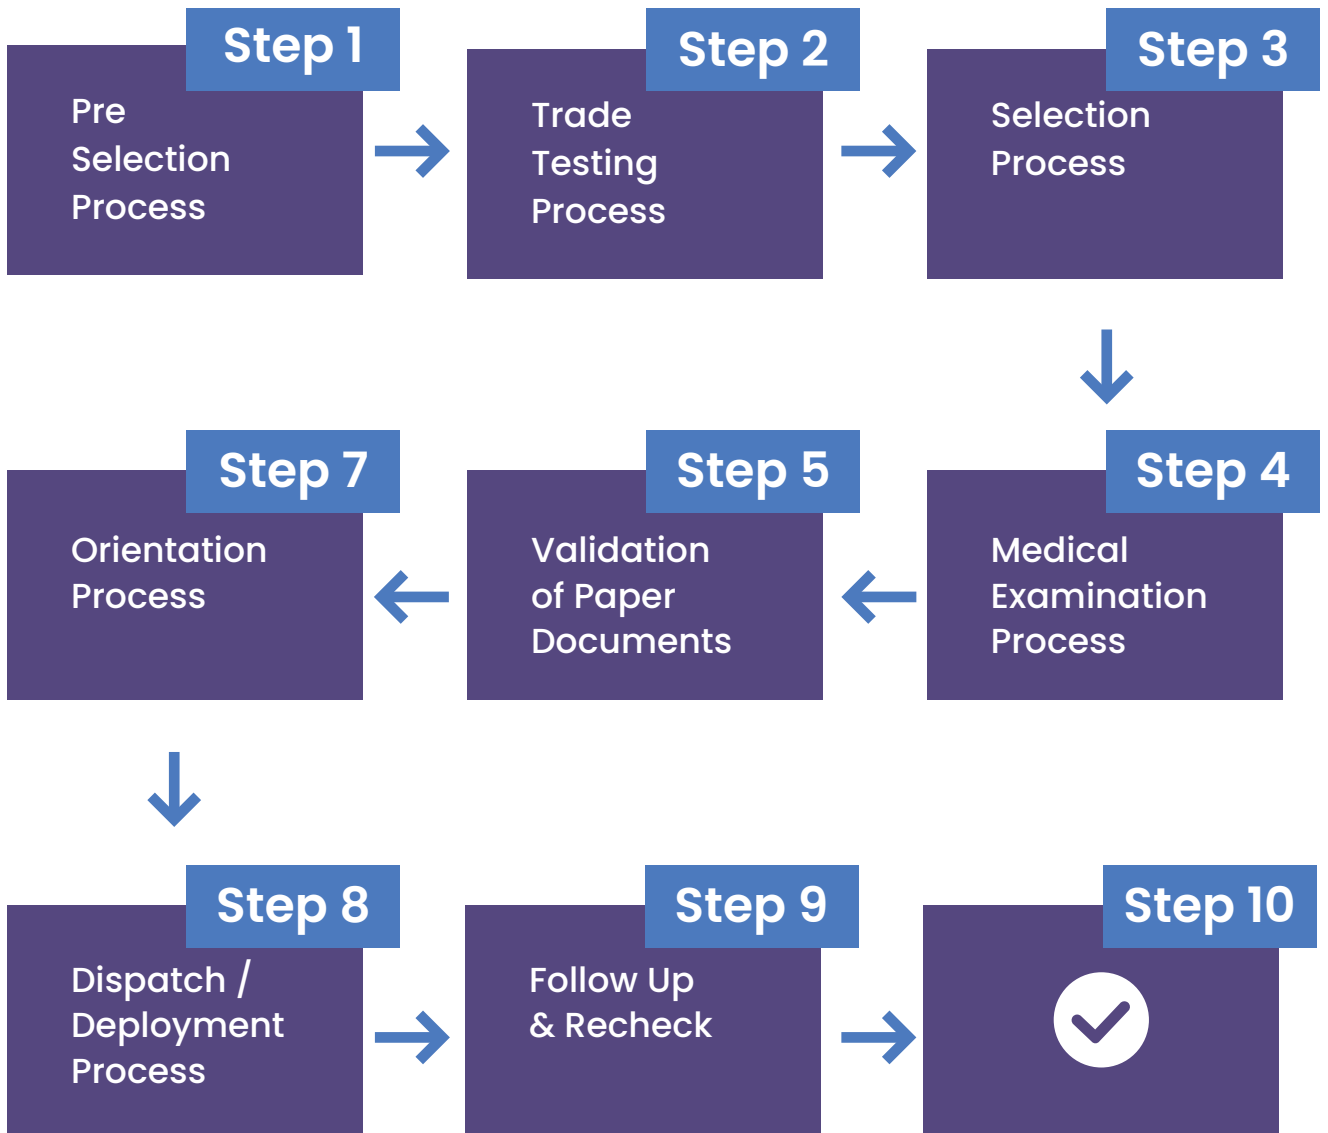 Step 1
Pre
Selection
Process
Step 2
Trade
Testing
Process
Step 3
Selection
Process
Step 4
Medical
Examination
Process
Step 5
Validation
of Paper
Documents
Step 7
Orientation
Process
Step 8
Dispatch /
Deployment
Process
Step 9
Follow Up
& Recheck
Step 10